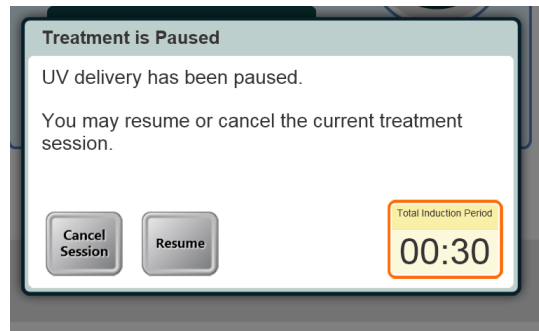 Treatment is Paused
UV delivery has been paused.
You may resume or cancel the current treatment
session.
Cancel
Session
Resume
Total Induction Period
00:30